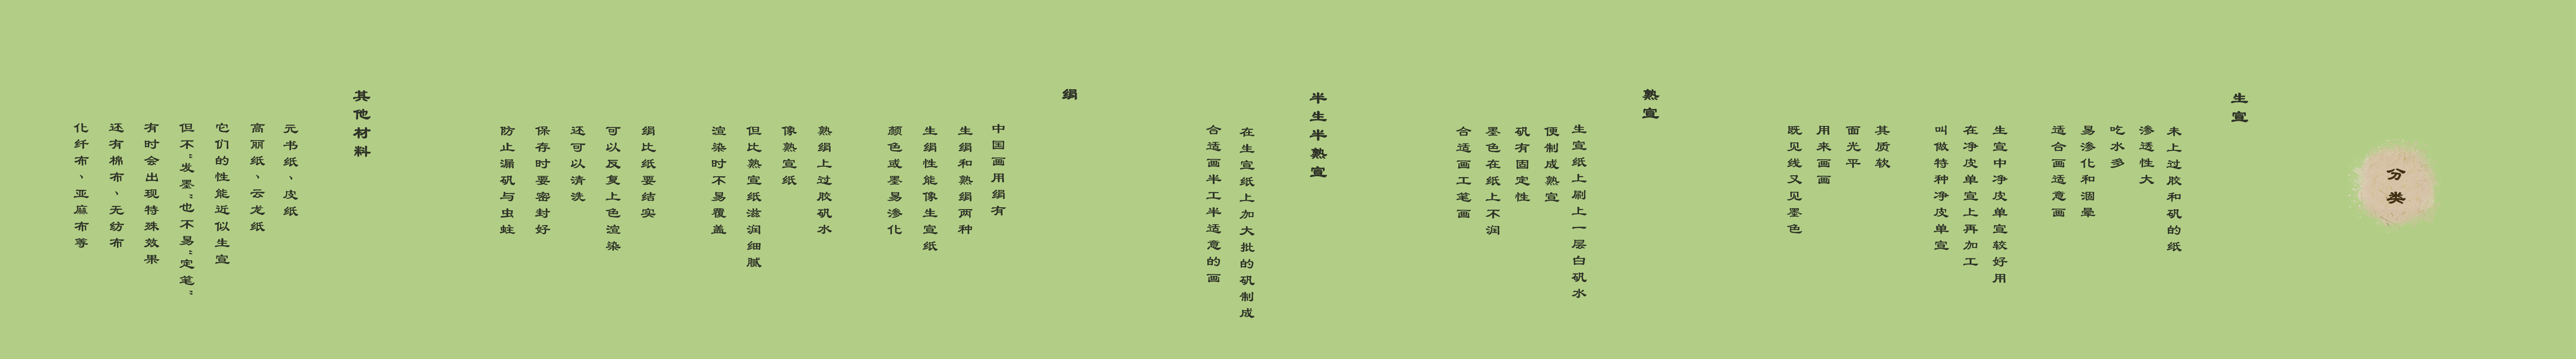 分类
生宣
未上过胶和矾的纸
渗透性大
吃水多
易渗化和洇晕
适合画适意画
生宣中净皮单宣较好用
在净皮单宣上再加工
叫做特种净皮单宣
其质软
面光平
用来画画
既见线又见墨色
熟宣
生宣纸上刷上一层白矾水
便制成熟宣
矾有固定性
墨色在纸上不润
合适画工笔画
半生半熟宣
在生宣纸上加大批的矾制成
合适画半工半适意的画
绢
中国画用绢有
生绢和熟绢两种
生绢性能像生宣纸
颜色或墨易渗化
熟绢上过胶矾水
像熟宣纸
但比熟宣纸滋润细腻
渲染时不易覆盖
绢比纸要结实
可以反复上色渲染
还可以清洗
保存时要密封好
防止漏矾与虫蛀
其他材料
元书纸、皮纸
高丽纸、云龙纸
它们的性能近似生宣
但不"发墨"也不易"定笔"
有时会出现特殊效果
还有棉布、无纺布
化纤布、亚麻布等